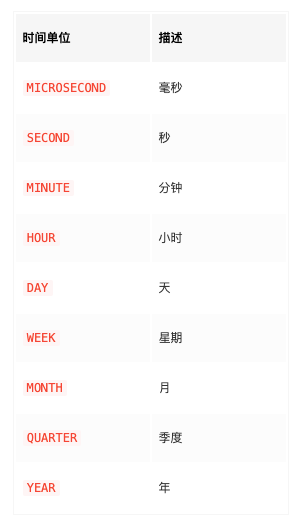 时间单位 描述
MICROSECOND 毫秒
SECOND 秒
MINUTE 分钟
HOUR 小时
DAY 天
WEEK 星期
MONTH 月
QUARTER 季度
YEAR 年